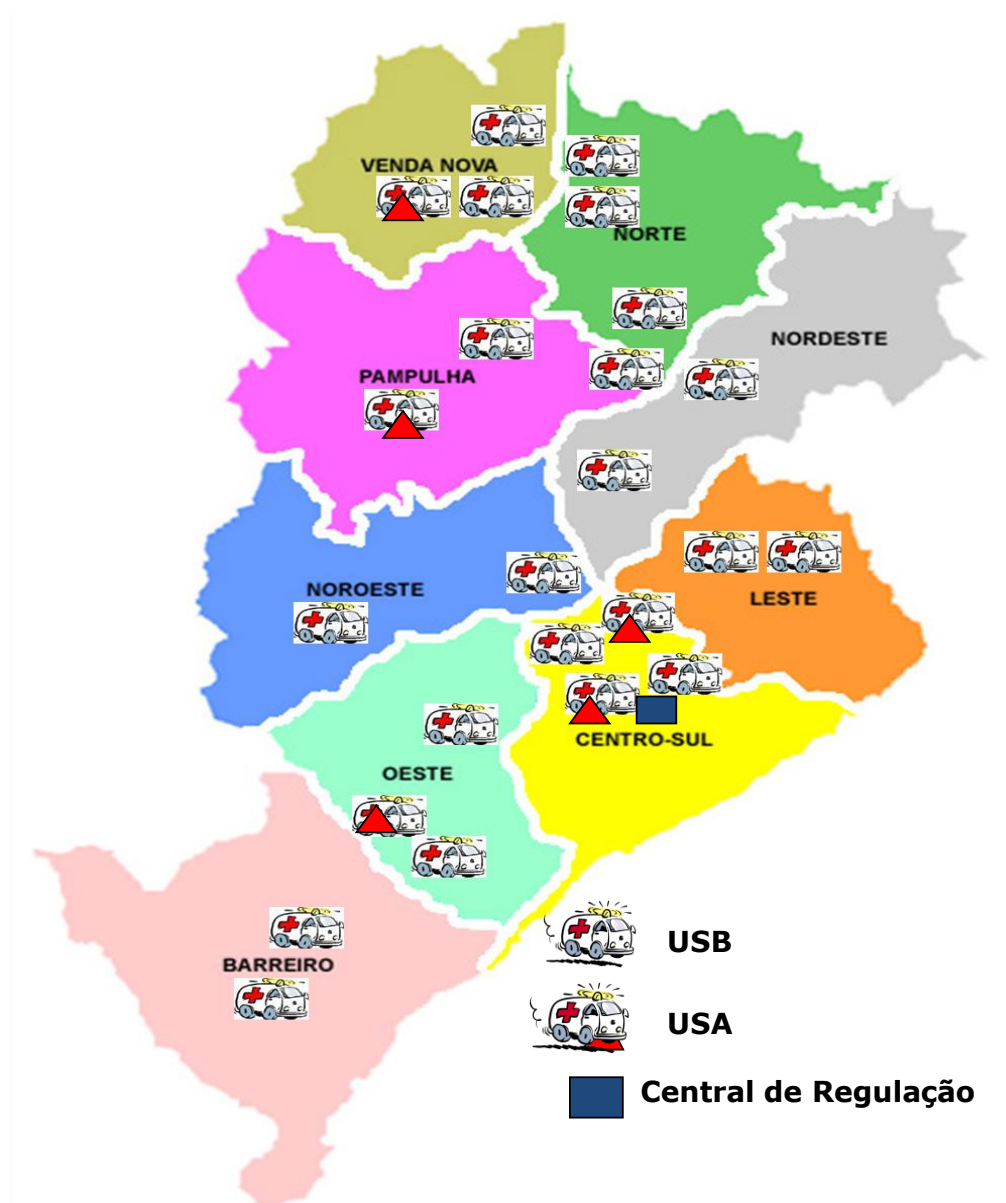 VENDA NOVA
NORTE
NORDESTE
PAMPULHA
NOROESTE
LESTE
CENTRO-SUL
OESTE
BARREIRO
USB
USA
Central de Regulação